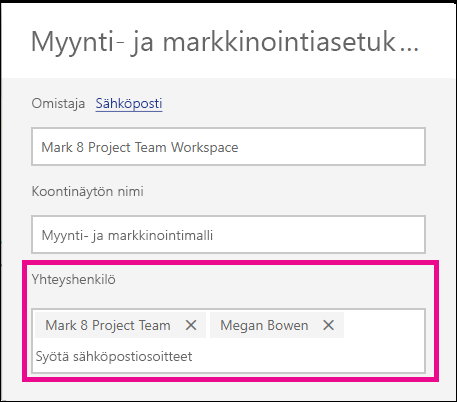 Myynti- ja markkinointiasetuk...
Omistaja Sähköposti
Mark 8 Project Team Workspace
Koontinäytön nimi
Myynti- ja markkinointimalli
Yhteyshenkilö
Mark 8 Project Team × Megan Bowen ×
Syötä sähköpostiosoitteet